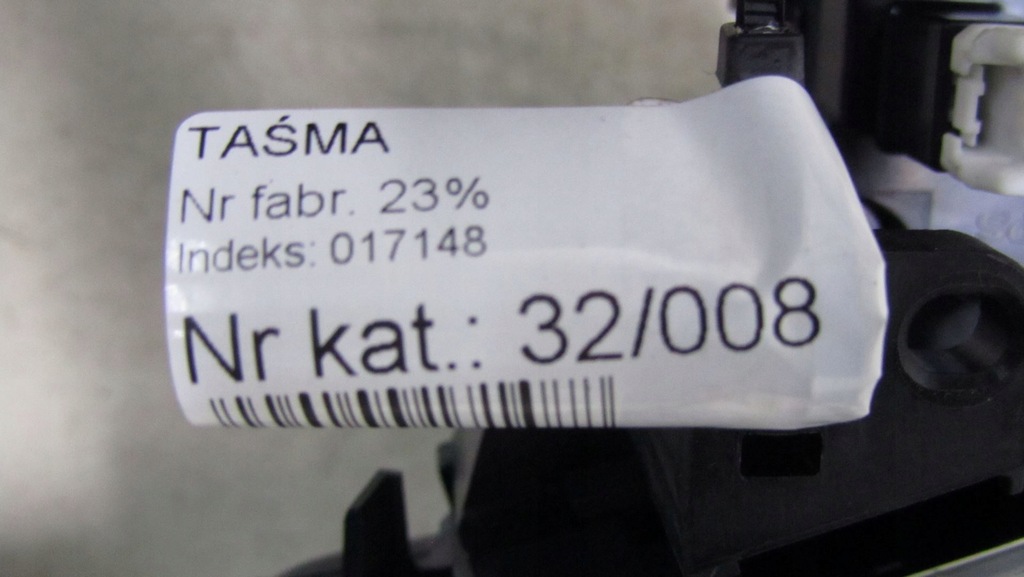 TAŚMA
Nr fabr. 23%
Indeks: 017148
Nr kat.: 32/008